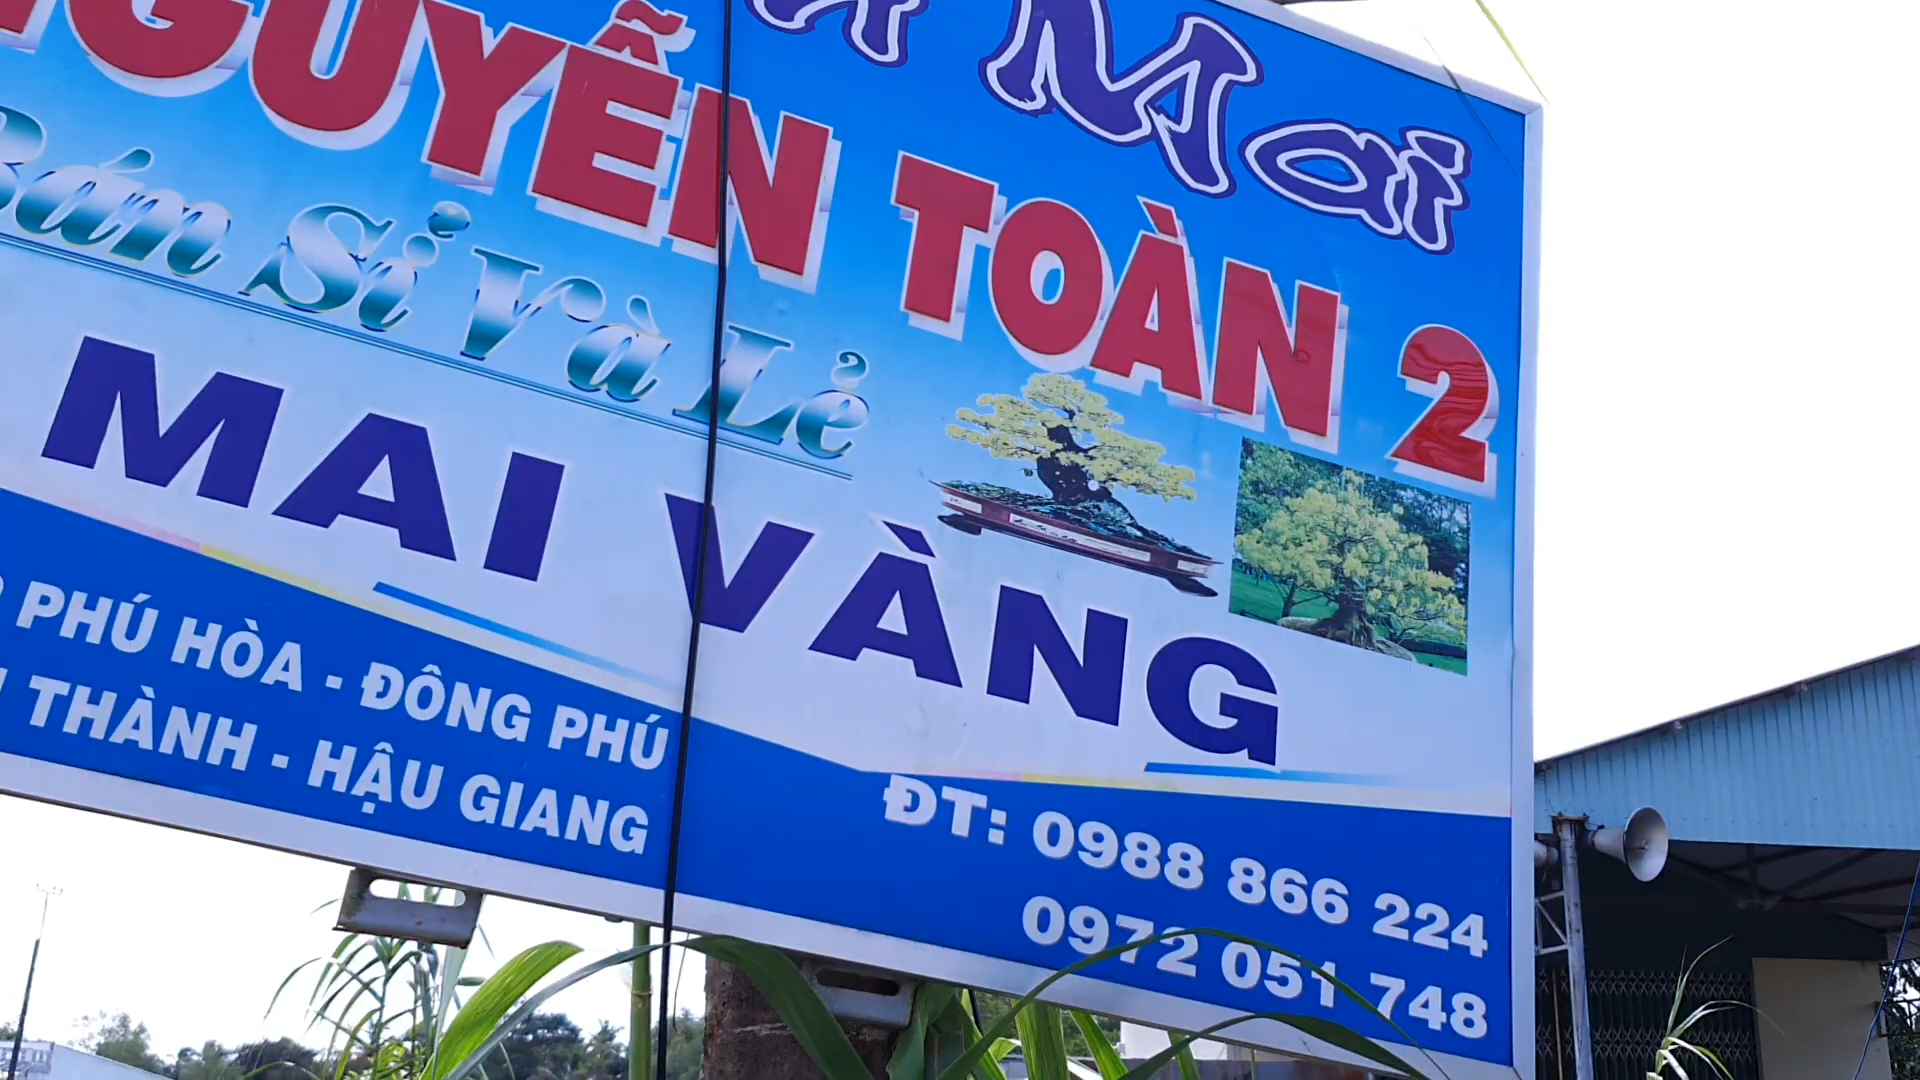 Mai
NGUYỄN TOÀN 2
Bán Sỉ Và Lẻ
MAI VÀNG
PHÚ HÒA - ĐÔNG PHÚ
THÀNH - HẬU GIANG
ĐT: 0988 866 224
0972 051 748